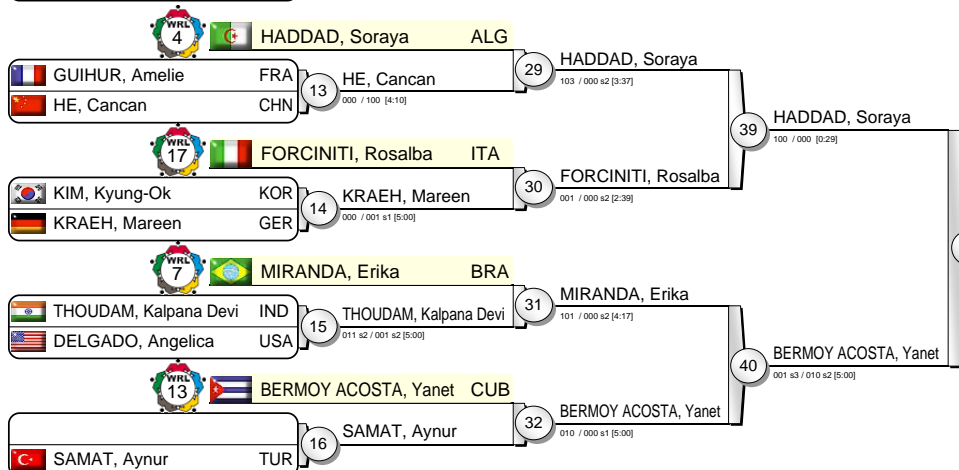 WRL
4
HADDAD, Soraya ALG
GUIHUR, Amelie FRA
HE, Cancan CHN
13
HE, Cancan
000 / 100 [4:10]
29
HADDAD, Soraya
103 / 000 s2 [3:37]
WRL
17
FORCINITI, Rosalba ITA
KIM, Kyung-Ok KOR
KRAEH, Mareen GER
14
KRAEH, Mareen
000 / 001 s1 [5:00]
30
FORCINITI, Rosalba
001 / 000 s2 [2:39]
39
HADDAD, Soraya
100 / 000 [0:29]
WRL
7
MIRANDA, Erika BRA
THOUDAM, Kalpana Devi IND
DELGADO, Angelica USA
15
THOUDAM, Kalpana Devi
011 s2 / 001 s2 [5:00]
31
MIRANDA, Erika
101 / 000 s2 [4:17]
WRL
13
BERMOY ACOSTA, Yanet CUB
SAMAT, Aynur TUR
16
SAMAT, Aynur
32
BERMOY ACOSTA, Yanet
010 / 000 s1 [5:00]
40
BERMOY ACOSTA, Yanet
001 s3 / 010 s2 [5:00]